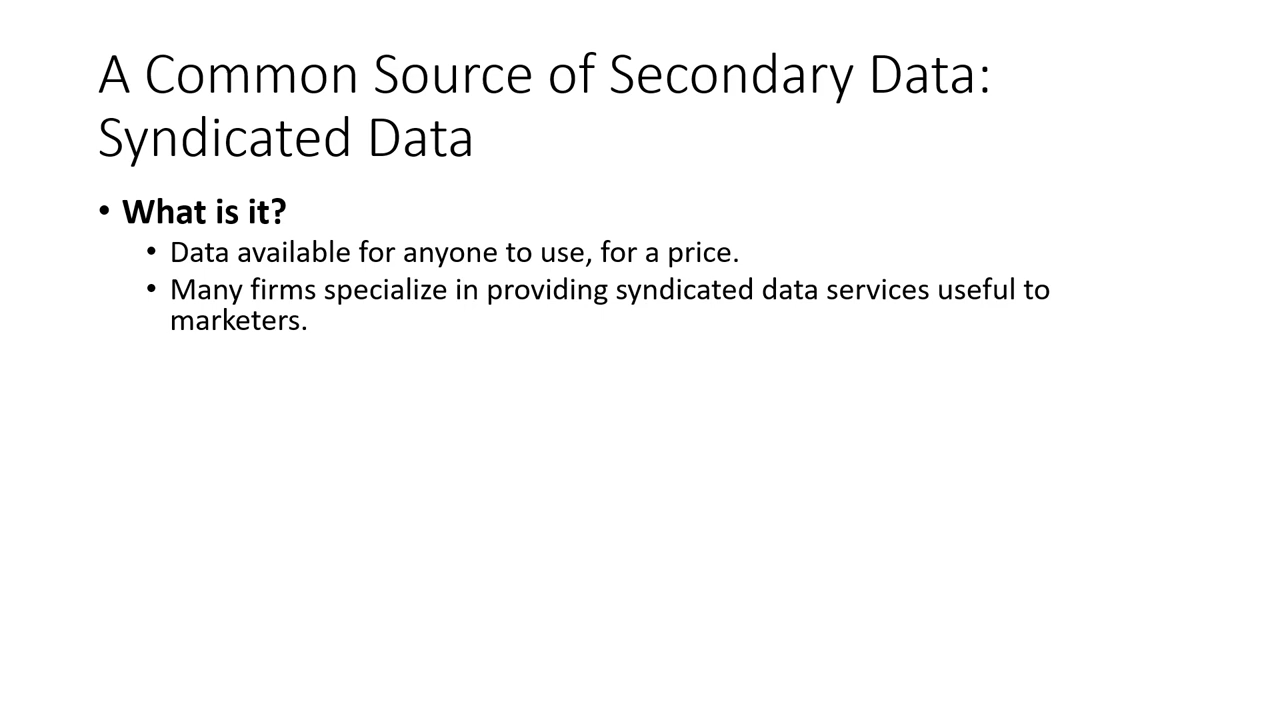 A Common Source of Secondary Data:
Syndicated Data
• What is it?
• Data available for anyone to use, for a price.
• Many firms specialize in providing syndicated data services useful to
marketers.